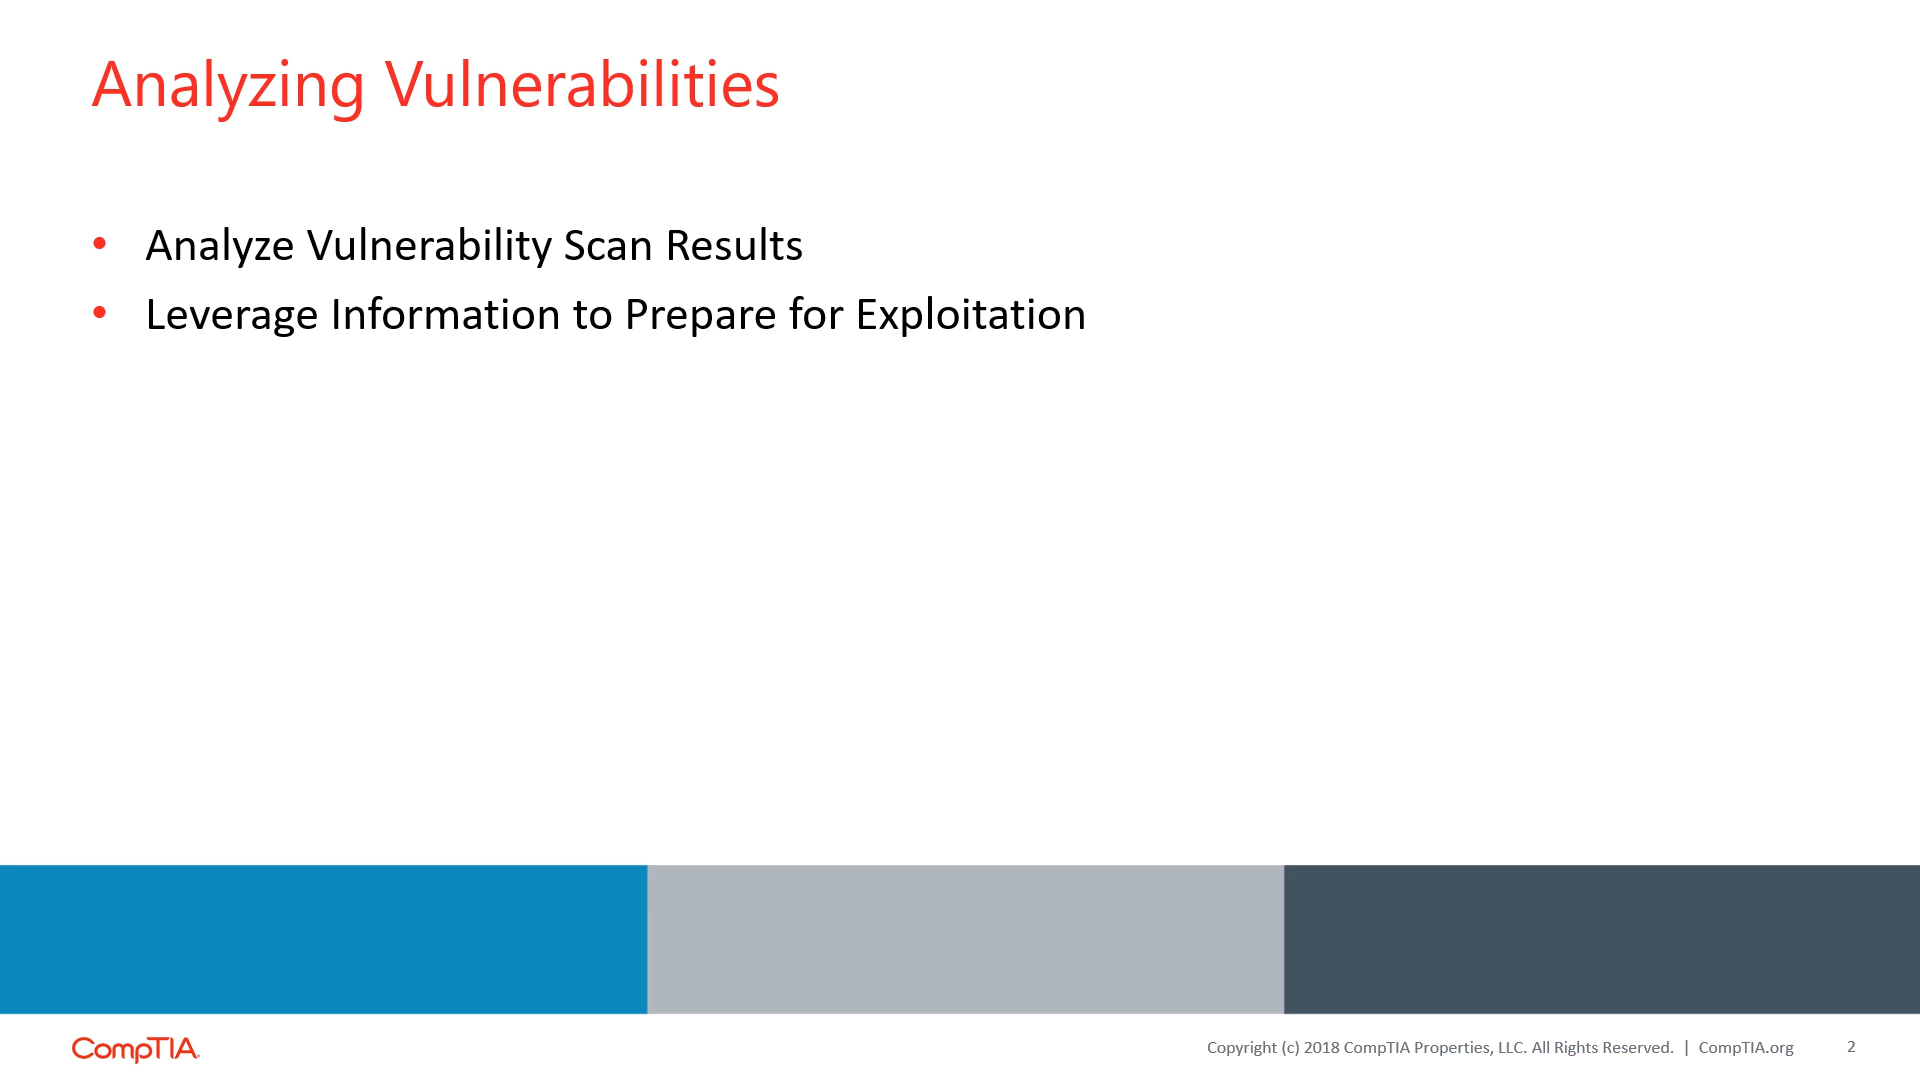 Analyzing Vulnerabilities
• Analyze Vulnerability Scan Results
• Leverage Information to Prepare for Exploitation
CompTIA.
Copyright (c) 2018 CompTIA Properties, LLC. All Rights Reserved. | CompTIA.org 2